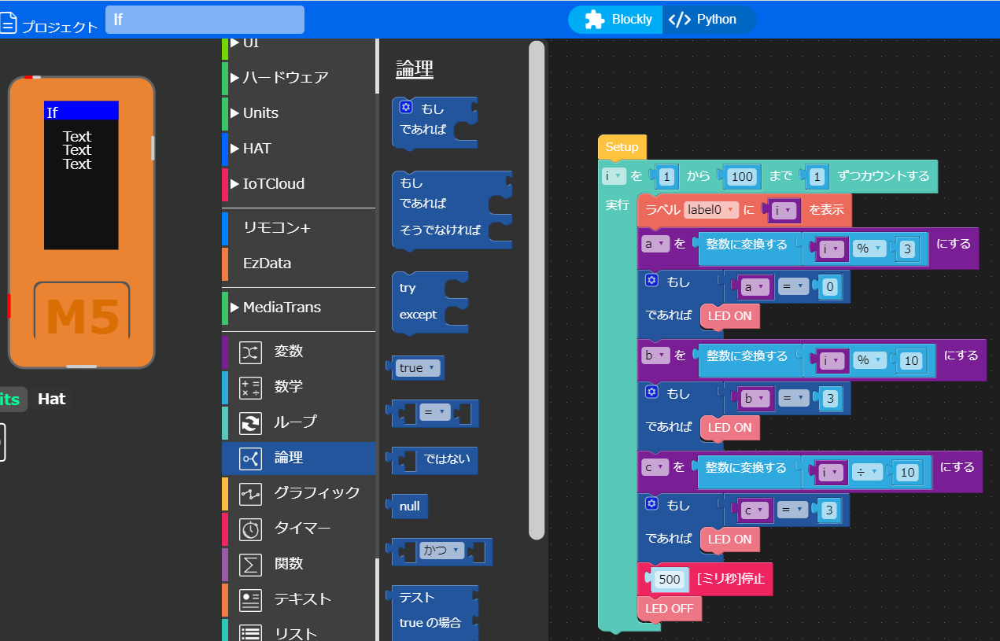 プロジェクト
If
Blockly
Python
If
Text
Text
Text
M5
its
Hat
UI
ハードウェア
Units
HAT
IoTCloud
リモコン+
EzData
MediaTrans
変数
数学
ループ
論理
グラフィック
タイマー
関数
テキスト
リスト
論理
もし
であれば
もし
であれば
そうでなければ
try
except
true
=
ではない
null
かつ
テスト
true の場合
Setup
i を 1 から 100 まで 1 ずつカウントする
実行
ラベル label0 に i を表示
a を 整数に変換する i % 3 にする
もし a = 0
であれば LED ON
b を 整数に変換する i % 10 にする
もし b = 3
であれば LED ON
c を 整数に変換する i ÷ 10 にする
もし c = 3
であれば LED ON
500 [ミリ秒]停止
LED OFF